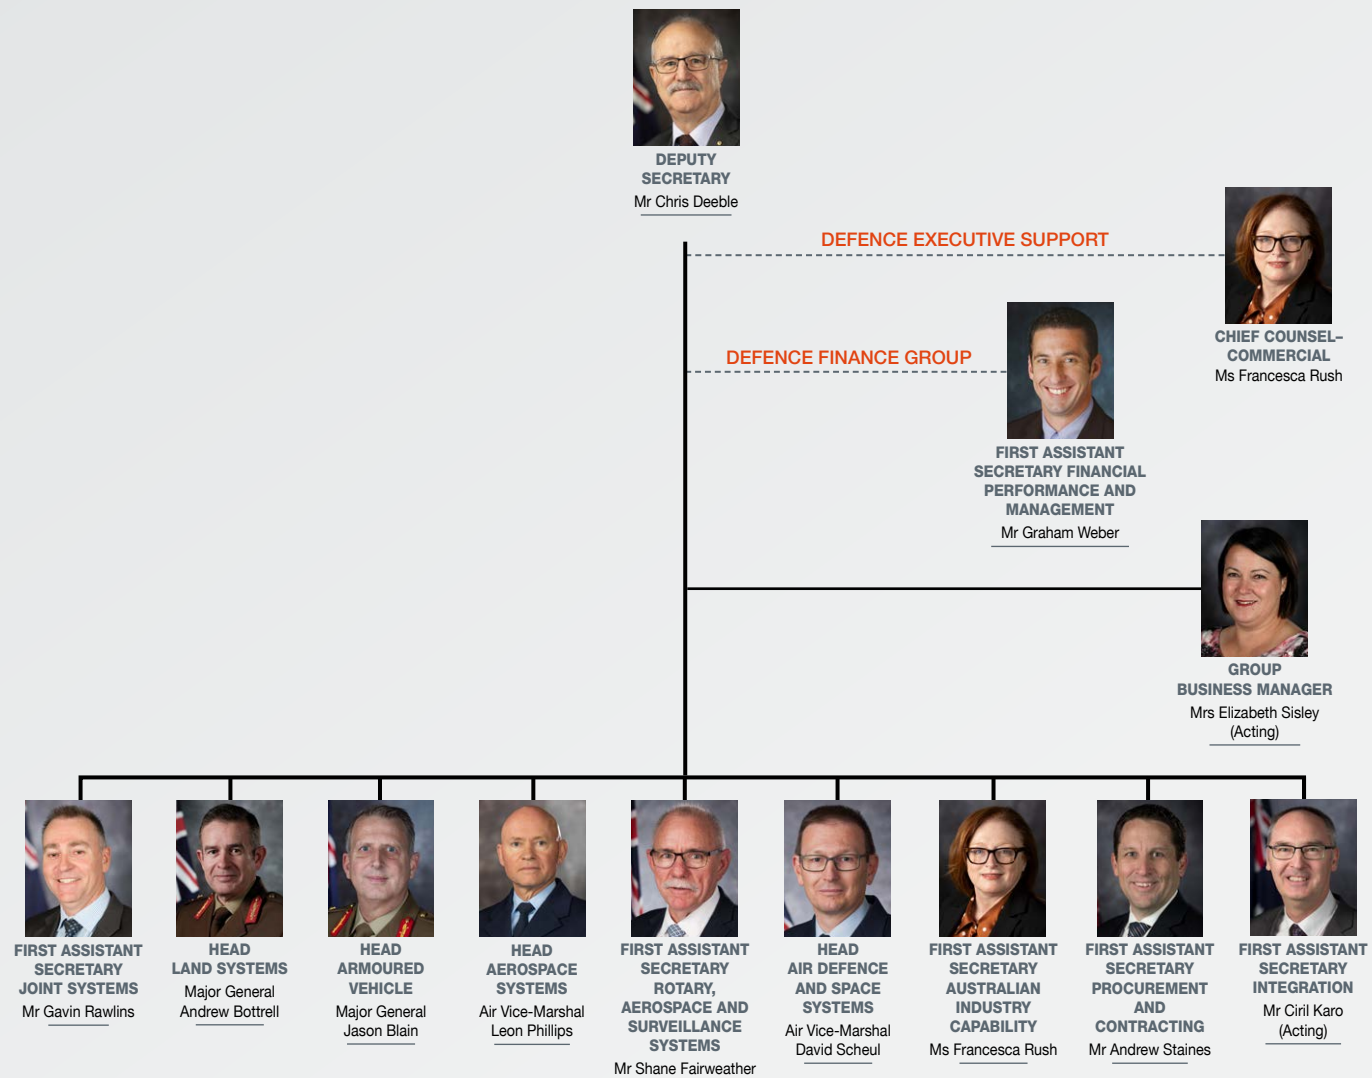 DEPUTY
SECRETARY
Mr Chris Deeble
DEFENCE EXECUTIVE SUPPORT
CHIEF COUNSEL–
COMMERCIAL
Ms Francesca Rush
DEFENCE FINANCE GROUP
FIRST ASSISTANT
SECRETARY FINANCIAL
PERFORMANCE AND
MANAGEMENT
Mr Graham Weber
GROUP
BUSINESS MANAGER
Mrs Elizabeth Sisley
(Acting)
FIRST ASSISTANT
SECRETARY
JOINT SYSTEMS
Mr Gavin Rawlins
HEAD
LAND SYSTEMS
Major General
Andrew Bottrell
HEAD
ARMOURED
VEHICLE
Major General
Jason Blain
HEAD
AEROSPACE
SYSTEMS
Air Vice-Marshal
Leon Phillips
FIRST ASSISTANT
SECRETARY
ROTARY,
AEROSPACE AND
SURVEILLANCE
SYSTEMS
Mr Shane Fairweather
HEAD
AIR DEFENCE
AND SPACE
SYSTEMS
Air Vice-Marshal
David Scheul
FIRST ASSISTANT
SECRETARY
AUSTRALIAN
INDUSTRY
CAPABILITY
Ms Francesca Rush
FIRST ASSISTANT
SECRETARY
PROCUREMENT
AND
CONTRACTING
Mr Andrew Staines
FIRST ASSISTANT
SECRETARY
INTEGRATION
Mr Ciril Karo
(Acting)